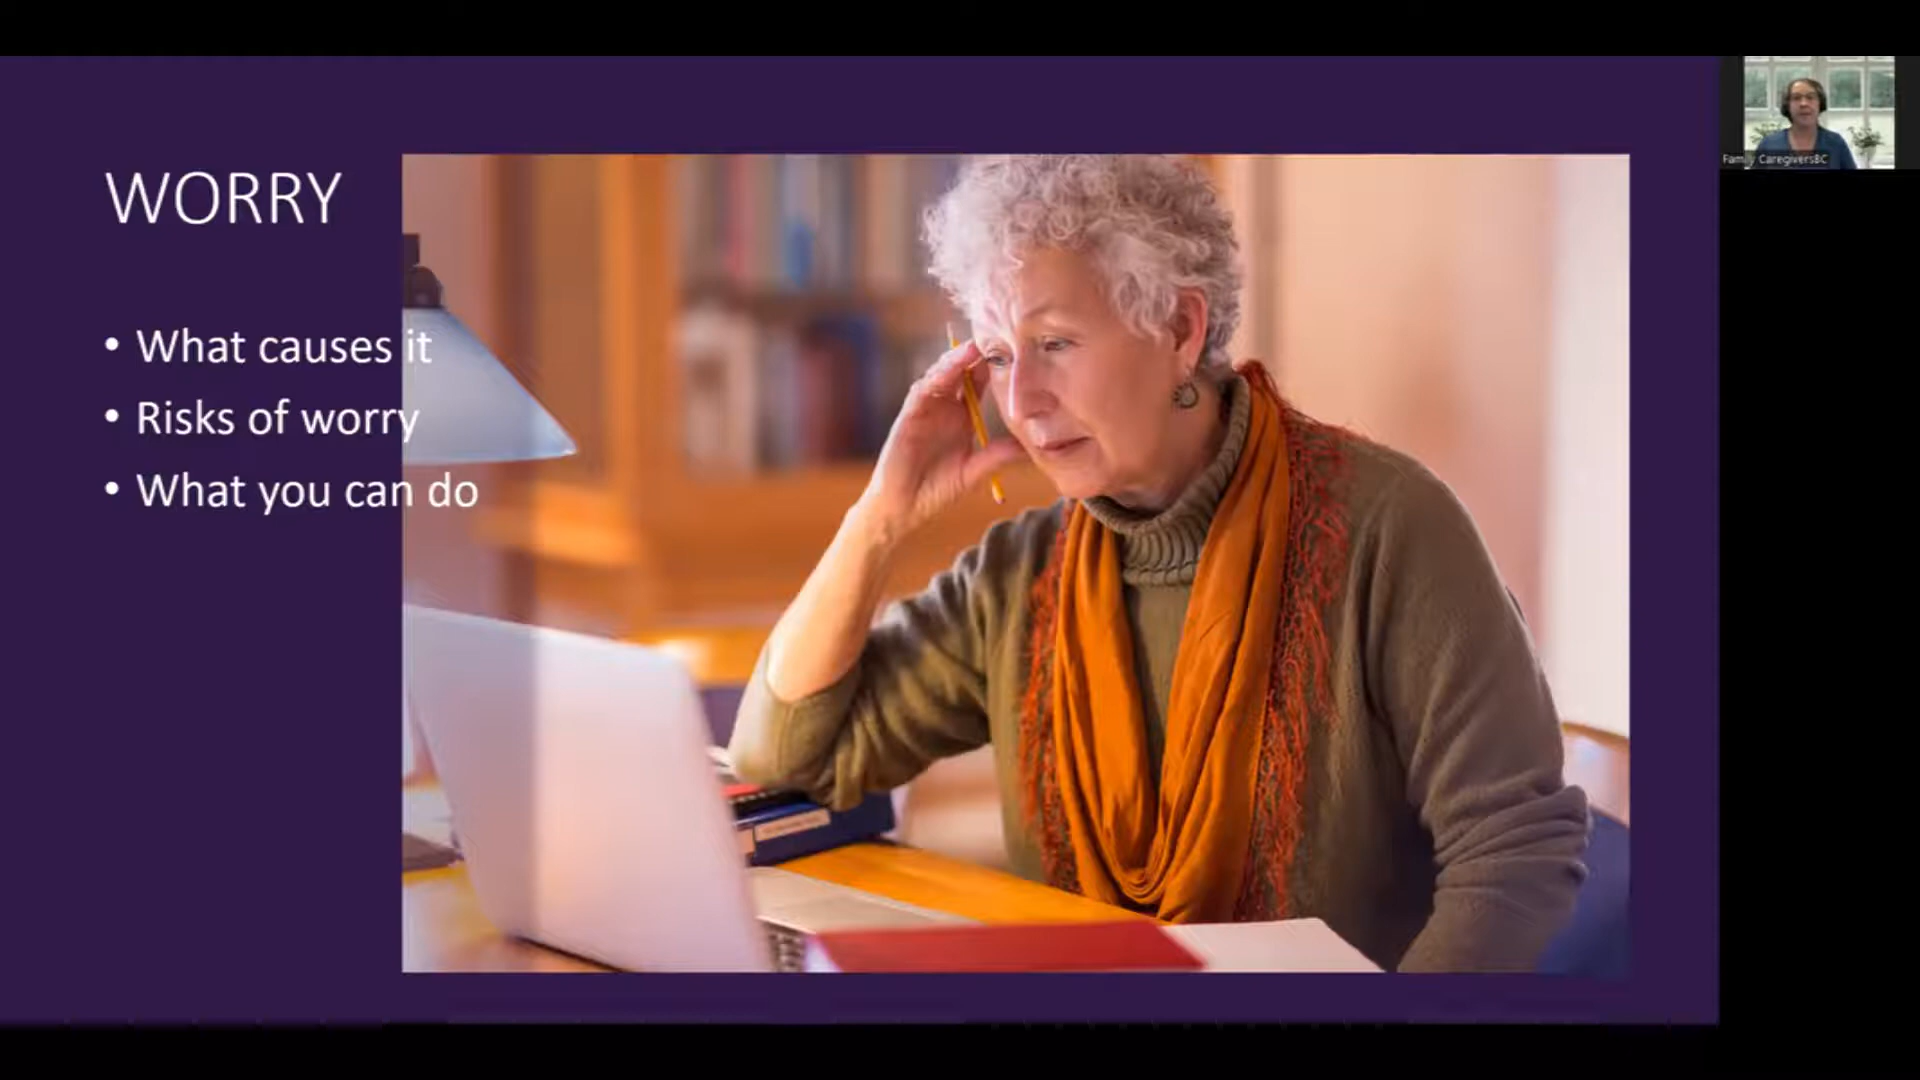 WORRY
• What causes it
• Risks of worry
• What you can do
Family CaregiversBC